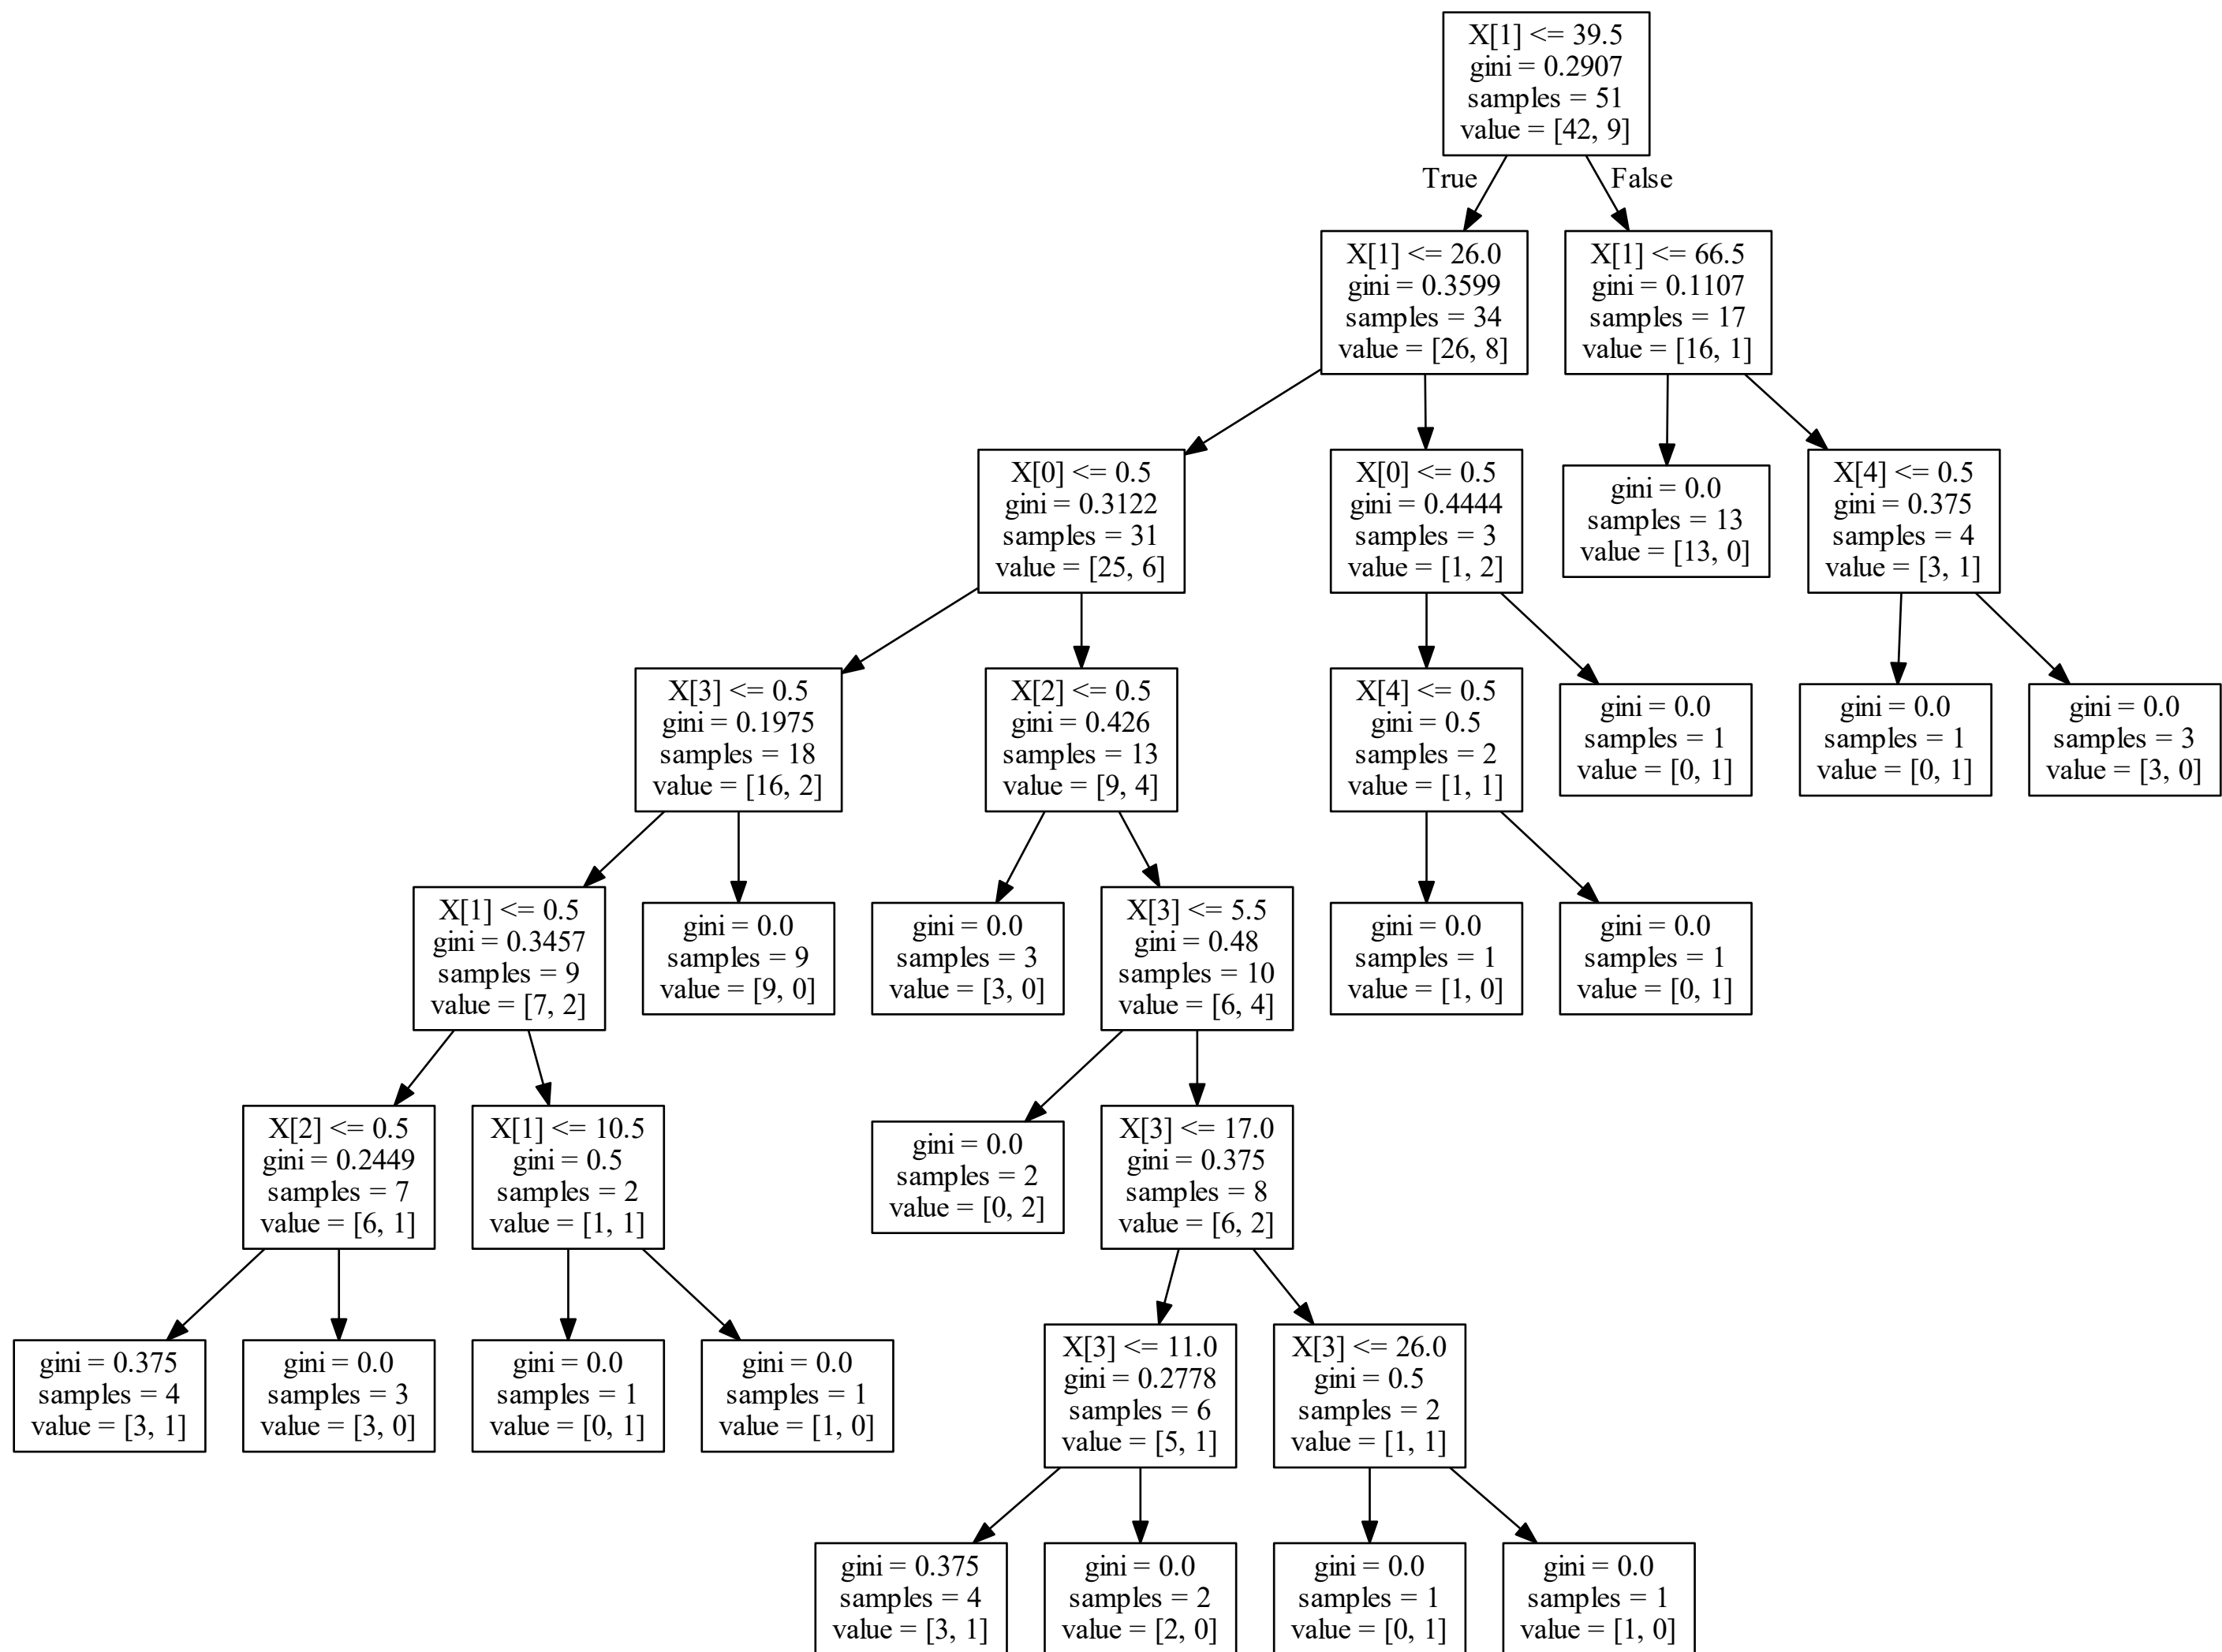 X[1] <= 39.5
gini = 0.2907
samples = 51
value = [42, 9]
True
False
X[1] <= 26.0
gini = 0.3599
samples = 34
value = [26, 8]
X[1] <= 66.5
gini = 0.1107
samples = 17
value = [16, 1]
X[0] <= 0.5
gini = 0.3122
samples = 31
value = [25, 6]
X[0] <= 0.5
gini = 0.4444
samples = 3
value = [1, 2]
gini = 0.0
samples = 13
value = [13, 0]
X[4] <= 0.5
gini = 0.375
samples = 4
value = [3, 1]
X[3] <= 0.5
gini = 0.1975
samples = 18
value = [16, 2]
X[2] <= 0.5
gini = 0.426
samples = 13
value = [9, 4]
X[4] <= 0.5
gini = 0.5
samples = 2
value = [1, 1]
gini = 0.0
samples = 1
value = [0, 1]
gini = 0.0
samples = 1
value = [0, 1]
gini = 0.0
samples = 3
value = [3, 0]
X[1] <= 0.5
gini = 0.3457
samples = 9
value = [7, 2]
gini = 0.0
samples = 9
value = [9, 0]
gini = 0.0
samples = 3
value = [3, 0]
X[3] <= 5.5
gini = 0.48
samples = 10
value = [6, 4]
gini = 0.0
samples = 1
value = [1, 0]
gini = 0.0
samples = 1
value = [0, 1]
X[2] <= 0.5
gini = 0.2449
samples = 7
value = [6, 1]
X[1] <= 10.5
gini = 0.5
samples = 2
value = [1, 1]
gini = 0.0
samples = 2
value = [0, 2]
X[3] <= 17.0
gini = 0.375
samples = 8
value = [6, 2]
gini = 0.375
samples = 4
value = [3, 1]
gini = 0.0
samples = 3
value = [3, 0]
gini = 0.0
samples = 1
value = [0, 1]
gini = 0.0
samples = 1
value = [1, 0]
X[3] <= 11.0
gini = 0.2778
samples = 6
value = [5, 1]
X[3] <= 26.0
gini = 0.5
samples = 2
value = [1, 1]
gini = 0.375
samples = 4
value = [3, 1]
gini = 0.0
samples = 2
value = [2, 0]
gini = 0.0
samples = 1
value = [0, 1]
gini = 0.0
samples = 1
value = [1, 0]